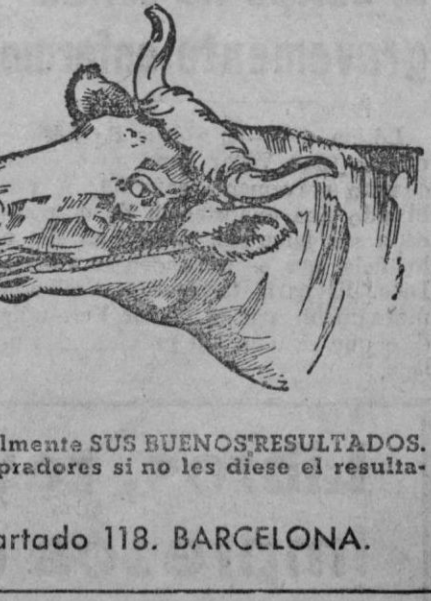 lmente SUS BUENOS RESULTADOS.
pradores si no les diese el resulta-
artado 118. BARCELONA.